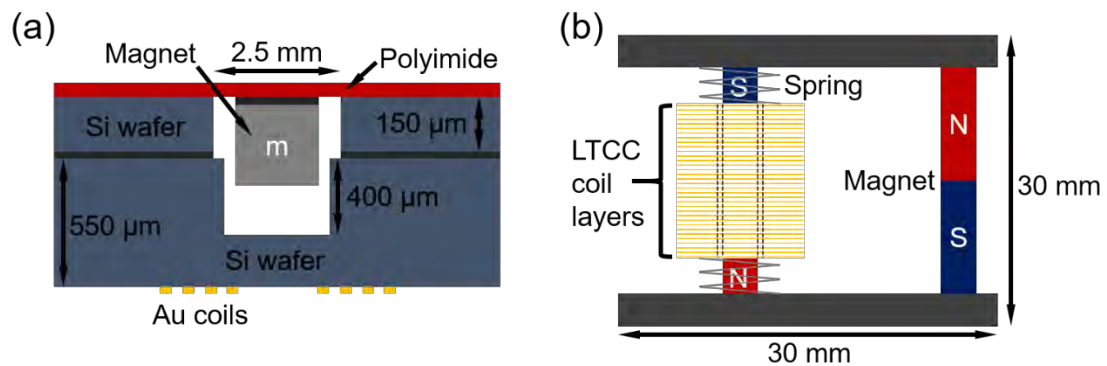 (a)
Magnet
2.5 mm
Polyimide
Si wafer
150 µm
m
550 µm
400 µm
Si wafer
Au coils
(b)
S
Spring
N
LTCC
coil
layers
Magnet
30 mm
S
N
30 mm